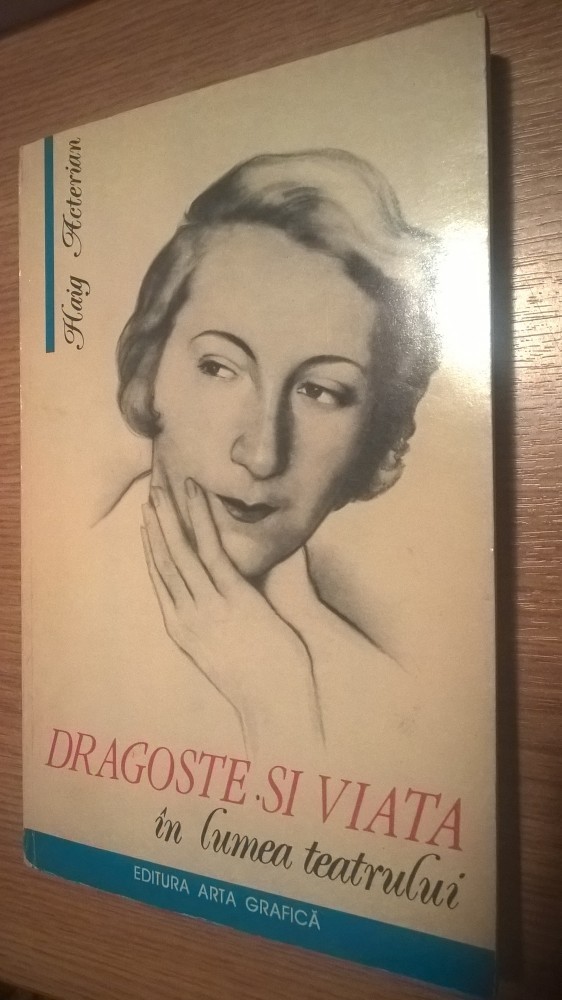 Haig Acterian
DRAGOSTE SI VIATA
în lumea teatrului
EDITURA ARTA GRAFICĂ